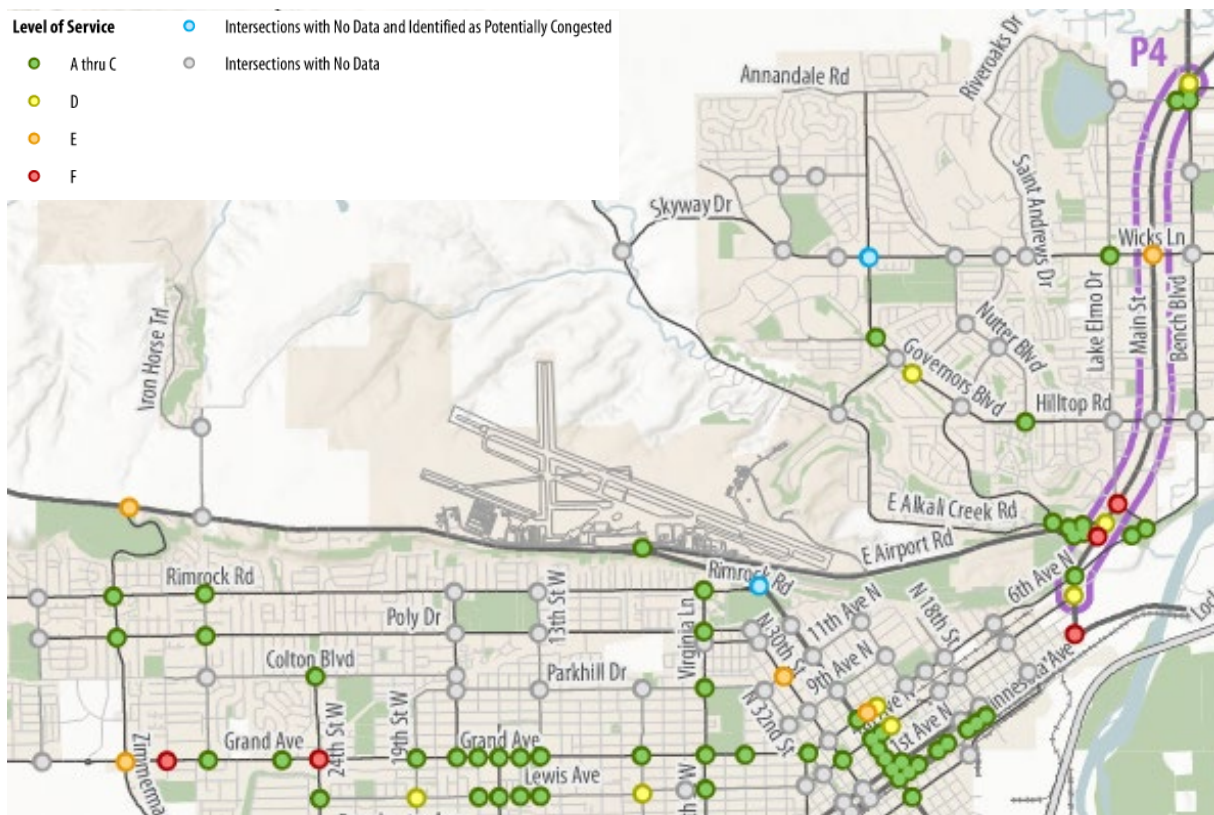 Level of Service
A thru C
D
E
F
Intersections with No Data and Identified as Potentially Congested
Intersections with No Data
P4
Annandale Rd
Riveroaks Dr
Skyway Dr
Saint Andrews Dr
Wicks Ln
Lake Elmo Dr
Main St
Bench Blvd
Iron Horse Trl
Nutter Blvd
Governors Blvd
Hilltop Rd
E Alkali Creek Rd
E Airport Rd
Rimrock Rd
Rimrock Rd
6th Ave N
Poly Dr
13th St W
Virginia Ln
N 30th St
11th Ave N
N 18th St
9th Ave N
Colton Blvd
Parkhill Dr
N 32nd St
Grand Ave
24th St W
19th St W
Grand Ave
Lewis Ave
1st Ave N
Zimmerma